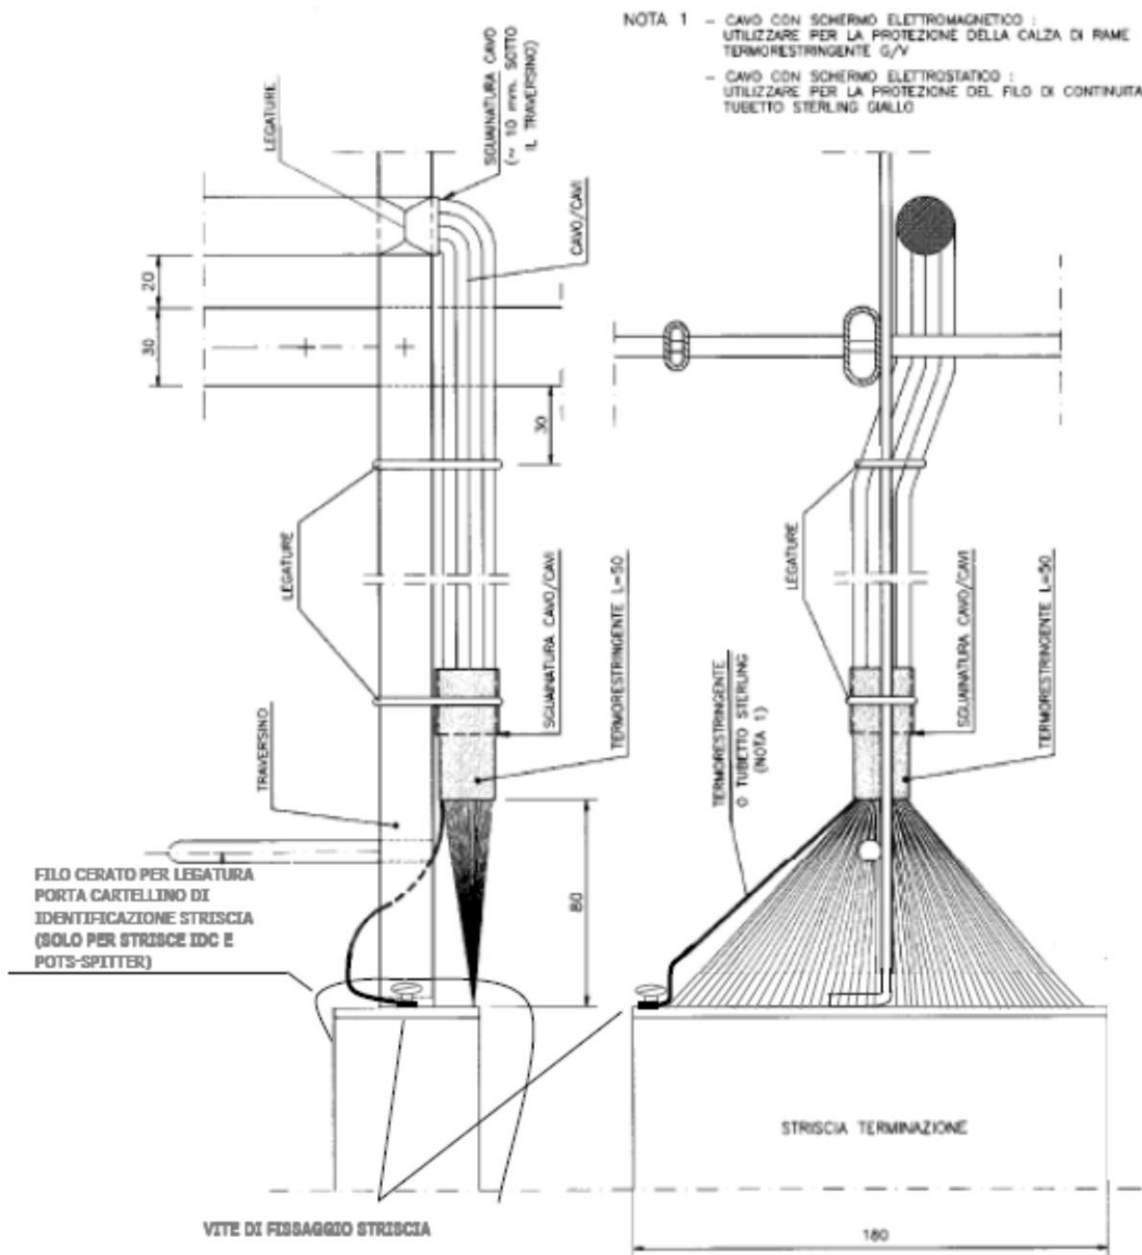 NOTA 1 - CAVO CON SCHERMO ELETTROMAGNETICO :
UTILIZZARE PER LA PROTEZIONE DELLA CALZA DI RAME
TERMORESTRINGENTE G/V
- CAVO CON SCHERMO ELETTROSTATICO :
UTILIZZARE PER LA PROTEZIONE DEL FILO DI CONTINUITA
TUBETTO STERLING GIALLO
LEGATURE
SGUAINATURA CAVO
(~ 10 mm. SOTTO
IL TRAVERSINO)
CAVO/CAVI
20
30
30
LEGATURE
SGUAINATURA CAVO/CAVI
TERMORESTRINGENTE L=50
TRAVERSINO
LEGATURE
SGUAINATURA CAVO/CAVI
TERMORESTRINGENTE L=50
TERMORESTRINGENTE
O TUBETTO STERLING
(NOTA 1)
80
FILO CERATO PER LEGATURA
PORTA CARTELLINO DI
IDENTIFICAZIONE STRISCIA
(SOLO PER STRISCE IDC E
POTS-SPITTER)
STRISCIA TERMINAZIONE
VITE DI FISSAGGIO STRISCIA
180